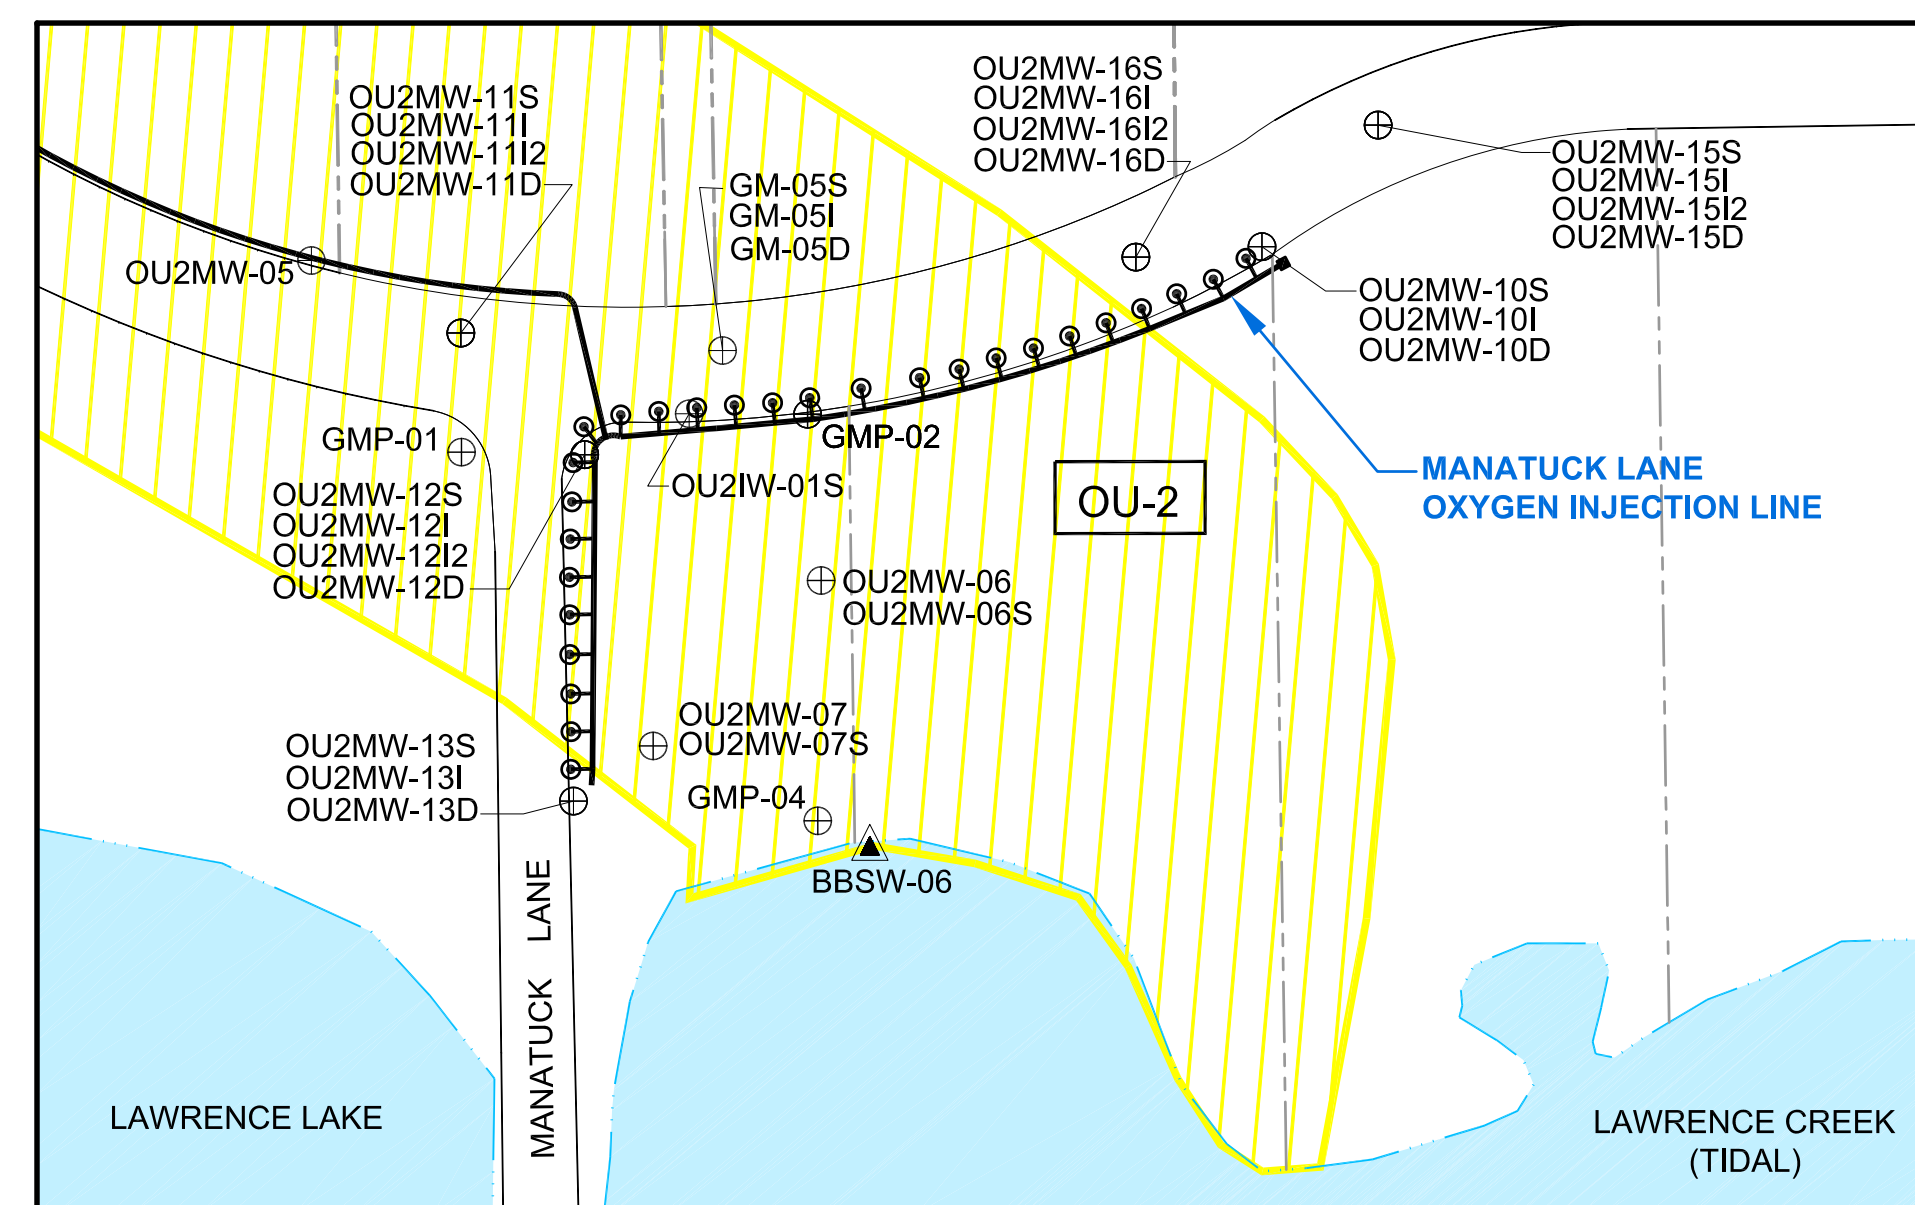 OU2MW-16S
OU2MW-16I
OU2MW-16I2
OU2MW-16D
OU2MW-11S
OU2MW-11I
OU2MW-11I2
OU2MW-11D
GM-05S
GM-05I
GM-05D
OU2MW-15S
OU2MW-15I
OU2MW-15I2
OU2MW-15D
OU2MW-05
OU2MW-10S
OU2MW-10I
OU2MW-10D
GMP-01
GMP-02
OU2IW-01S
OU-2
MANATUCK LANE
OXYGEN INJECTION LINE
OU2MW-12S
OU2MW-12I
OU2MW-12I2
OU2MW-12D
OU2MW-06
OU2MW-06S
OU2MW-07
OU2MW-07S
OU2MW-13S
OU2MW-13I
OU2MW-13D
GMP-04
BBSW-06
MANATUCK LANE
LAWRENCE LAKE
LAWRENCE CREEK
(TIDAL)